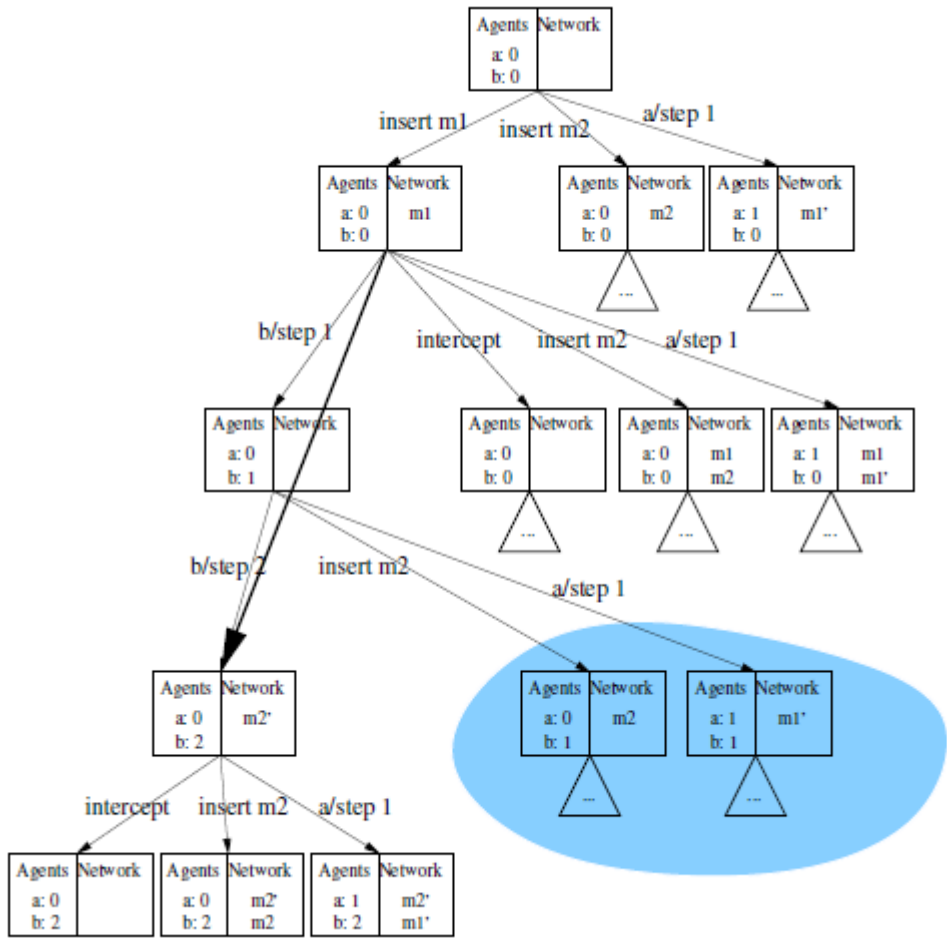 Agents Network
a: 0
b: 0
insert m1 insert m2 a/step 1
Agents Network Agents Network Agents Network
a: 0 m1 a: 0 m2 a: 1 m1'
b: 0 b: 0 b: 0
... ...
b/step 1 intercept insert m2 a/step 1
Agents Network Agents Network Agents Network Agents Network
a: 0 a: 0 a: 0 m1 a: 1 m1
b: 1 b: 0 b: 0 m2 b: 0 m1'
... ... ...
b/step 2 insert m2 a/step 1
Agents Network Agents Network Agents Network
a: 0 m2' a: 0 m2 a: 1 m1'
b: 2 b: 1 b: 1
... ...
intercept insert m2 a/step 1
Agents Network Agents Network Agents Network
a: 0 a: 0 m2' a: 1 m2'
b: 2 b: 2 m2 b: 2 m1'